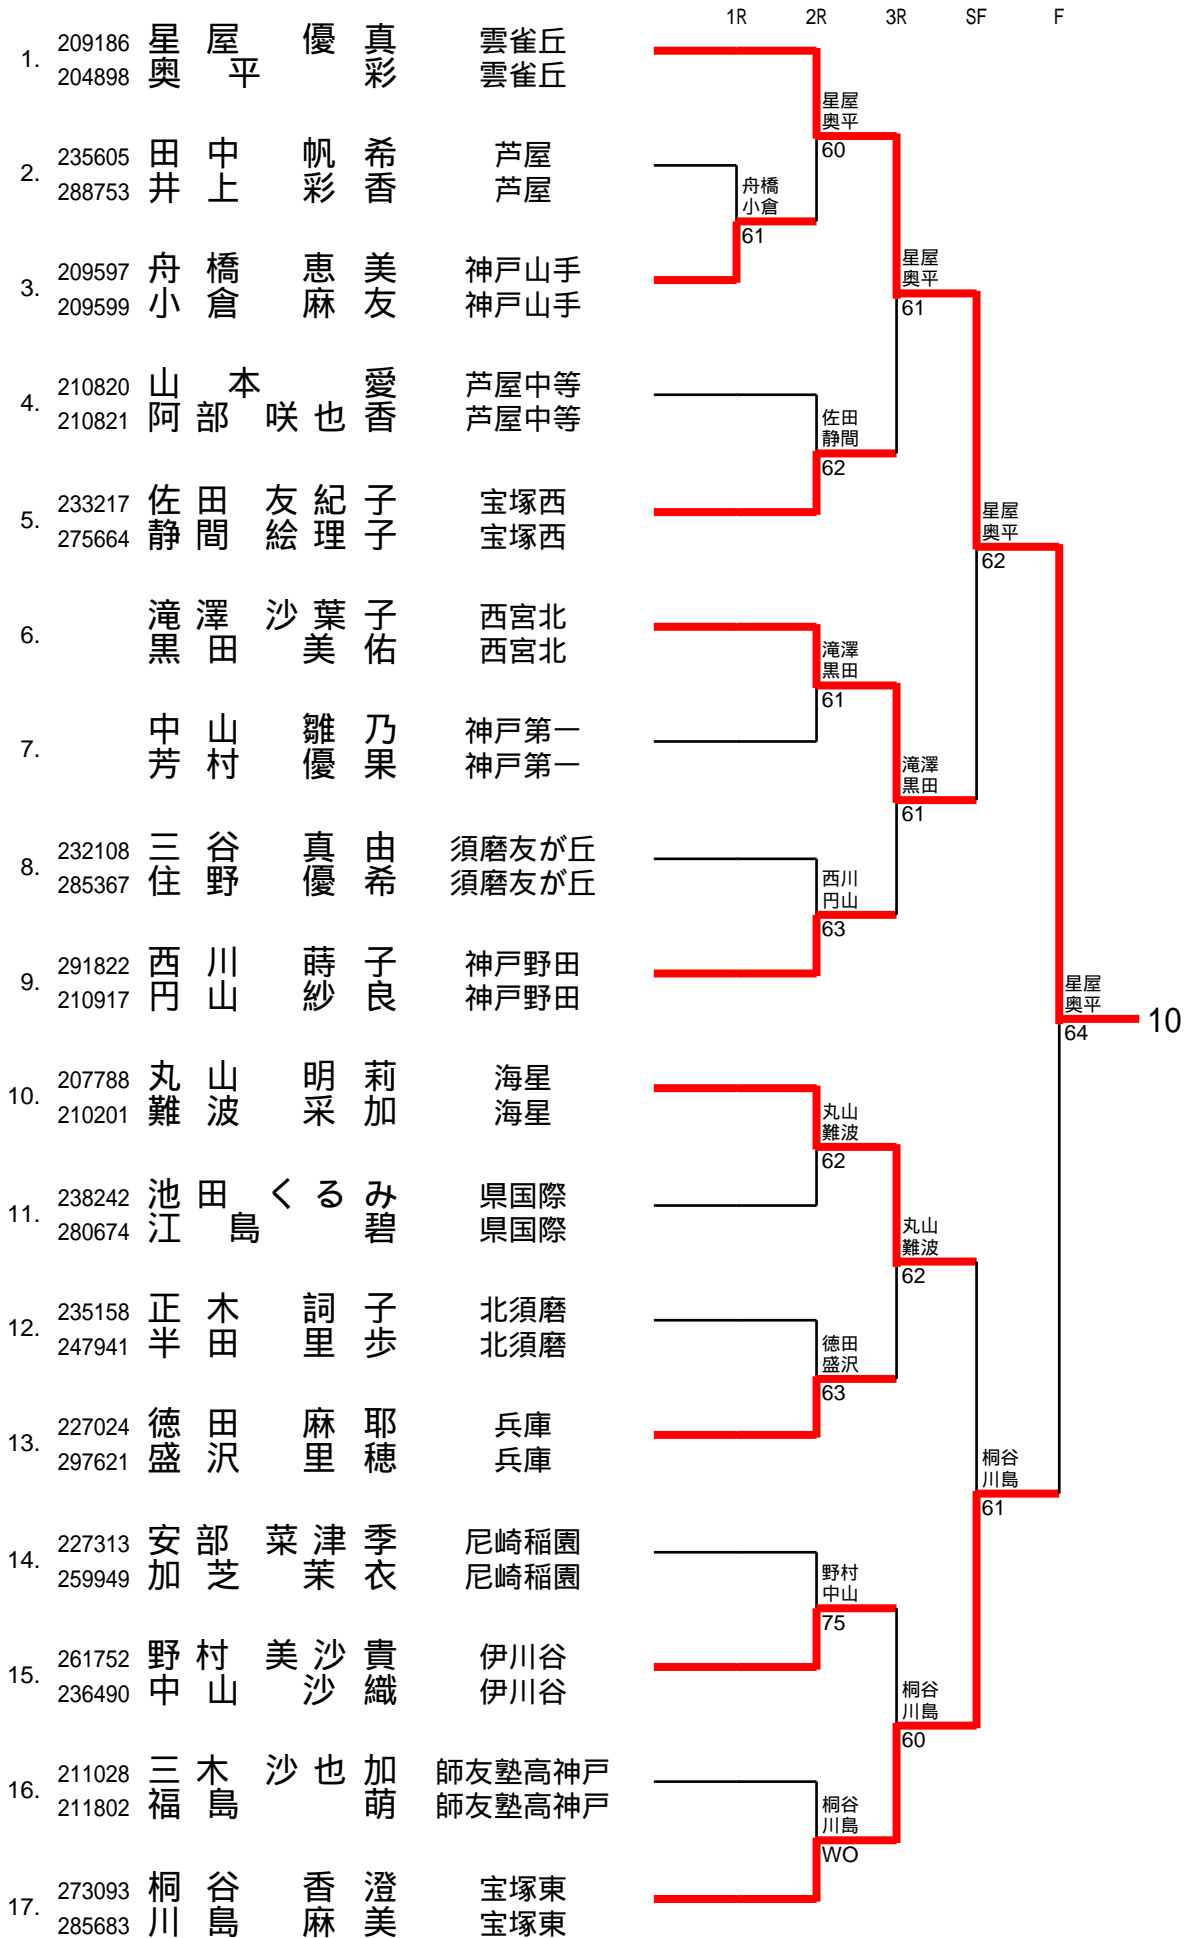 1R 2R 3R SF F
1. 209186 星屋 優真 雲雀丘
204898 奥平 彩 雲雀丘
星屋
奥平
60
2. 235605 田中 帆希 芦屋
288753 井上 彩香 芦屋
舟橋
小倉
61
3. 209597 舟橋 恵美 神戸山手
209599 小倉 麻友 神戸山手
星屋
奥平
61
4. 210820 山本 愛 芦屋中等
210821 阿部 咲也香 芦屋中等
佐田
静間
62
5. 233217 佐田 友紀子 宝塚西
275664 静間 絵理子 宝塚西
星屋
奥平
62
6. 滝澤 沙葉子 西宮北
黒田 美佑 西宮北
滝澤
黒田
61
7. 中山 雛乃 神戸第一
芳村 優果 神戸第一
滝澤
黒田
61
8. 232108 三谷 真由 須磨友が丘
285367 住野 優希 須磨友が丘
西川
円山
63
9. 291822 西川 蒔子 神戸野田
210917 円山 紗良 神戸野田
星屋
奥平
64
10
10. 207788 丸山 明莉 海星
210201 難波 采加 海星
丸山
難波
62
11. 238242 池田 くるみ 県国際
280674 江島 碧 県国際
丸山
難波
62
12. 235158 正木 詞子 北須磨
247941 半田 里歩 北須磨
徳田
盛沢
63
13. 227024 徳田 麻耶 兵庫
297621 盛沢 里穂 兵庫
桐谷
川島
61
14. 227313 安部 菜津季 尼崎稲園
259949 加芝 茉衣 尼崎稲園
野村
中山
75
15. 261752 野村 美沙貴 伊川谷
236490 中山 沙織 伊川谷
桐谷
川島
60
16. 211028 三木 沙也加 師友塾高神戸
211802 福島 萌 師友塾高神戸
桐谷
川島
WO
17. 273093 桐谷 香澄 宝塚東
285683 川島 麻美 宝塚東